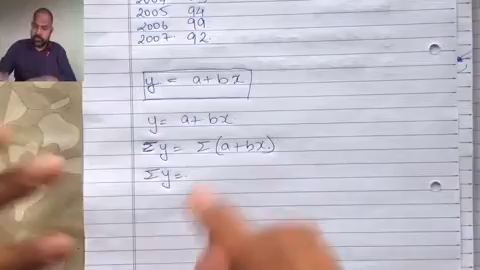 2005 94
2006 99
2007 92.
y = a+bx
y = a+bx
Σy = Σ(a+bx.)
Σy =.